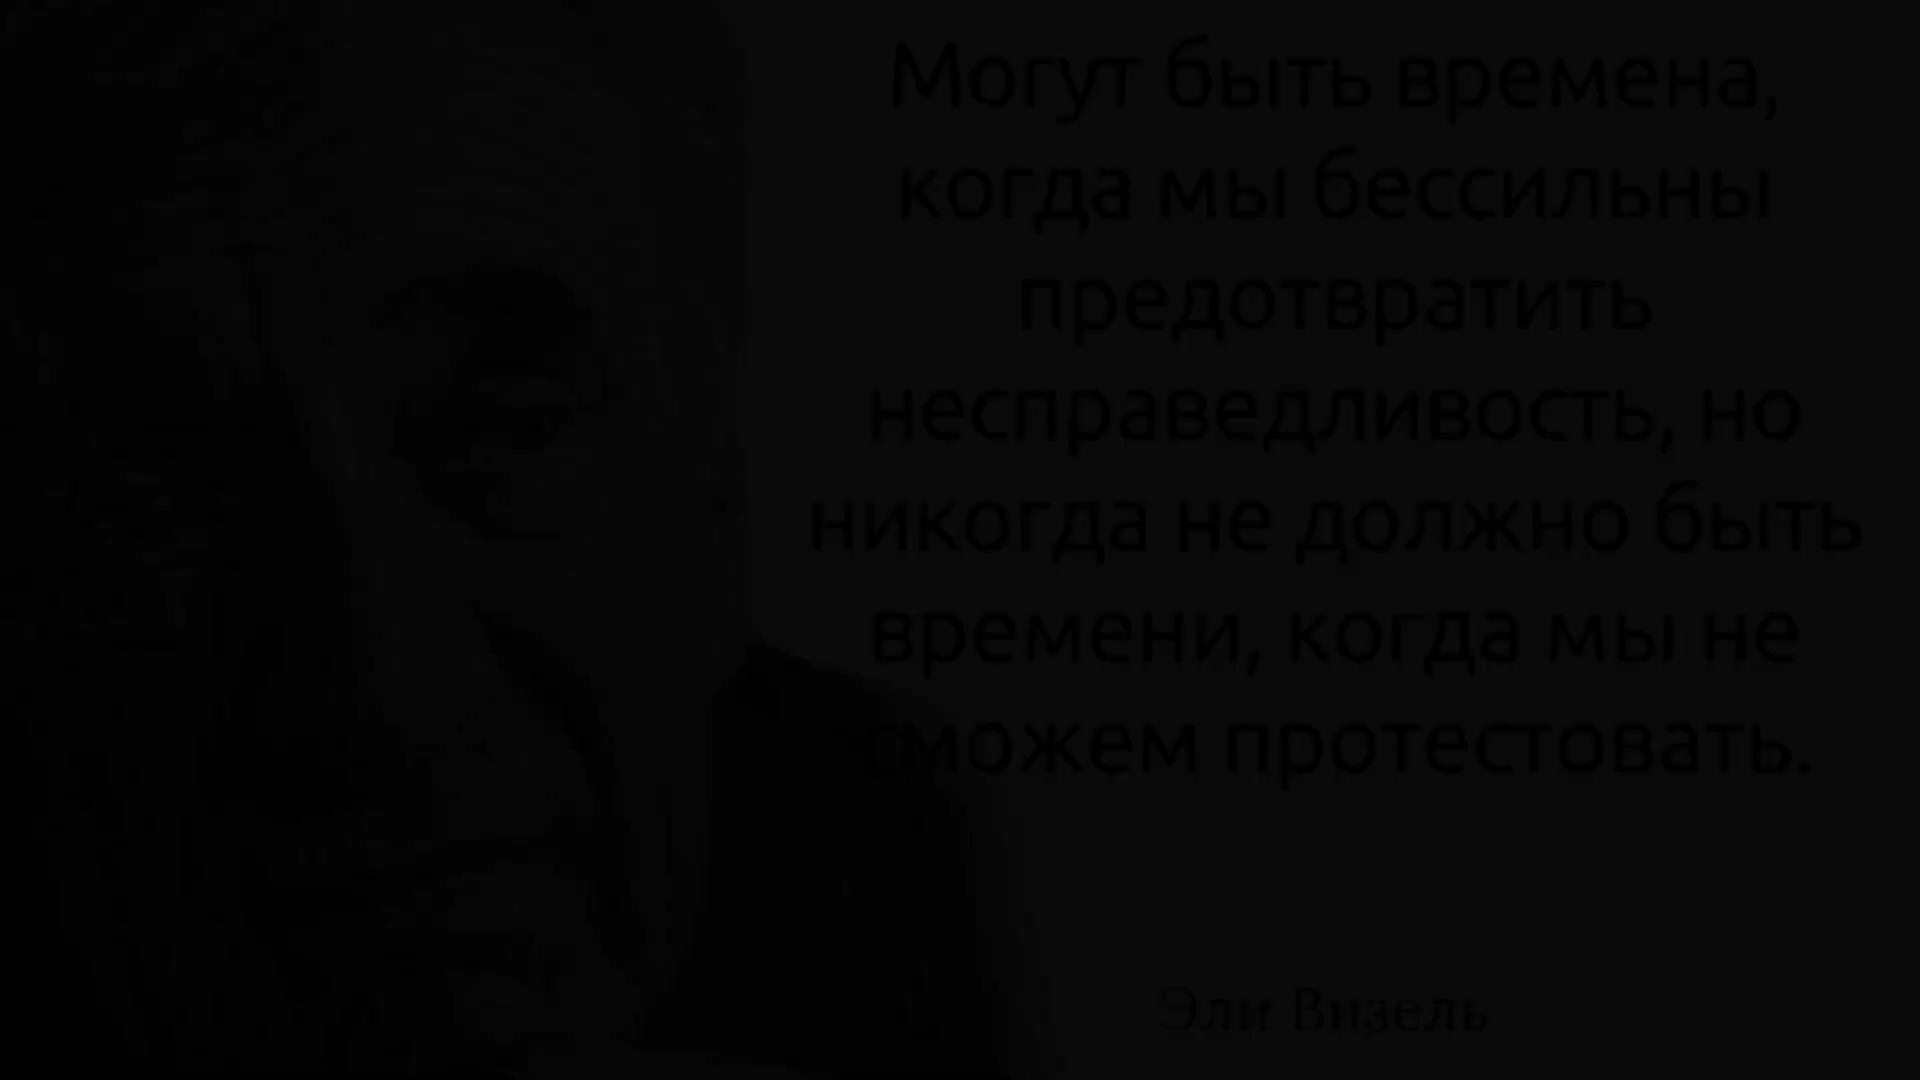 Могут быть времена,
когда мы бессильны
предотвратить
несправедливость, но
никогда не должно быть
времени, когда мы не
сможем протестовать.
Эли Визель